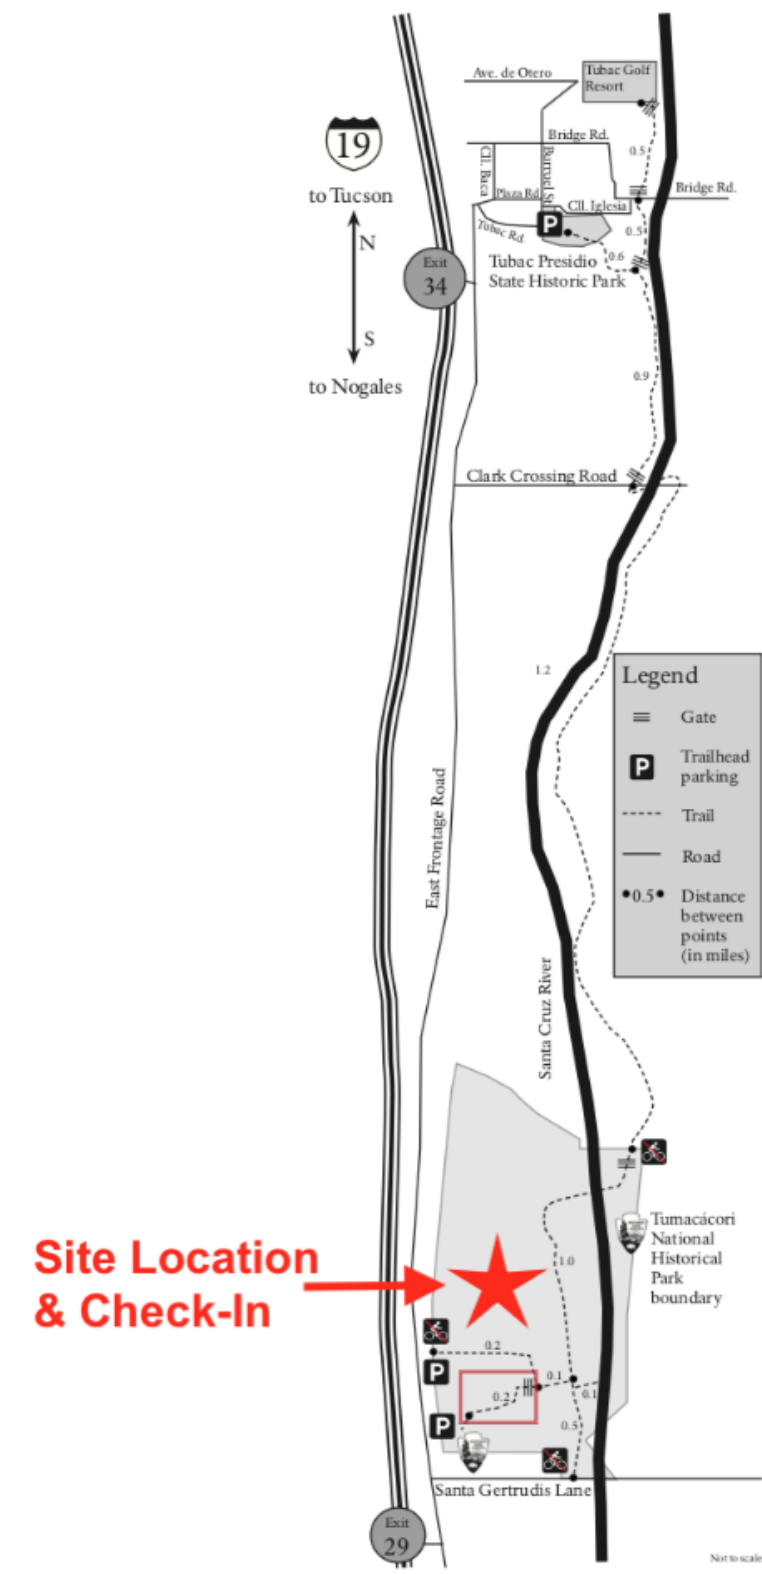 Ave. de Otero
Tubac Golf
Resort
19
to Tucson
N
S
to Nogales
Bridge Rd.
0.5
Cll. Baca
Burruel St.
Plaza Rd.
Bridge Rd.
Cll. Iglesia
Tubac Rd.
P
0.5
0.6
Tubac Presidio
State Historic Park
Exit
34
0.9
Clark Crossing Road
1.2
Legend
Gate
P
Trailhead
parking
Trail
Road
0.5
Distance
between
points
(in miles)
East Frontage Road
Santa Cruz River
Tumacácori
National
Historical
Park
boundary
Site Location
& Check-In
1.0
0.2
P
0.1
0.2
0.1
P
0.5
Santa Gertrudis Lane
Exit
29
Not to scale